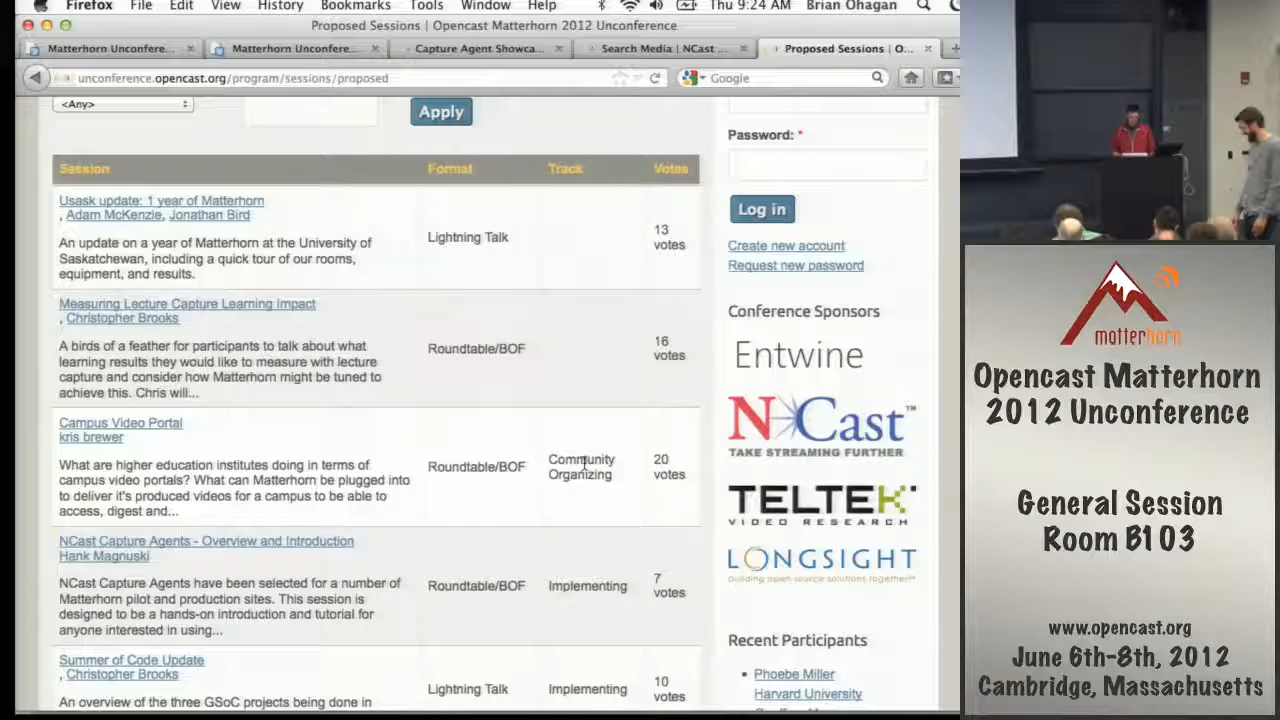 Firefox File Edit View History Bookmarks Tools Window Help Thu 9:24 AM Brian Ohagan
Proposed Sessions | Opencast Matterhorn 2012 Unconference
Matterhorn Unconfere... Matterhorn Unconfere... Capture Agent Showca... Search Media | NCast ... Proposed Sessions | O...
unconference.opencast.org/program/sessions/proposed Google
<Any> Apply
Password: *
Session Format Track Votes
Usask update: 1 year of Matterhorn
, Adam McKenzie, Jonathan Bird
An update on a year of Matterhorn at the University of
Saskatchewan, including a quick tour of our rooms,
equipment, and results.
Lightning Talk
13
votes
Measuring Lecture Capture Learning Impact
, Christopher Brooks
A birds of a feather for participants to talk about what
learning results they would like to measure with lecture
capture and consider how Matterhorn might be tuned to
achieve this. Chris will...
Roundtable/BOF
16
votes
Campus Video Portal
kris brewer
What are higher education institutes doing in terms of
campus video portals? What can Matterhorn be plugged into
to deliver it's produced videos for a campus to be able to
access, digest and...
Roundtable/BOF
Community
Organizing
20
votes
NCast Capture Agents - Overview and Introduction
Hank Magnuski
NCast Capture Agents have been selected for a number of
Matterhorn pilot and production sites. This session is
designed to be a hands-on introduction and tutorial for
anyone interested in using...
Roundtable/BOF
Implementing
7
votes
Summer of Code Update
, Christopher Brooks
An overview of the three GSoC projects being done in
Lightning Talk
Implementing
10
votes
Log in
Create new account
Request new password
Conference Sponsors
Entwine
NCast™
TAKE STREAMING FURTHER
TELTEK
VIDEO RESEARCH
LONGSIGHT
building open source solutions together™
Recent Participants
Phoebe Miller
Harvard University
matterhorn
Opencast Matterhorn
2012 Unconference
General Session
Room B103
www.opencast.org
June 6th-8th, 2012
Cambridge, Massachusetts